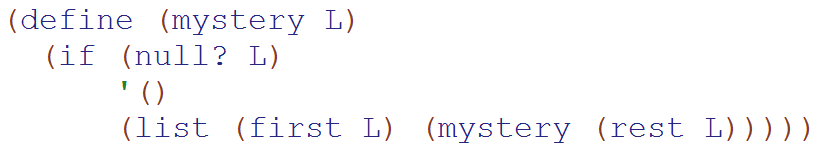 (define (mystery L)
  (if (null? L)
      '()
      (list (first L) (mystery (rest L)))))